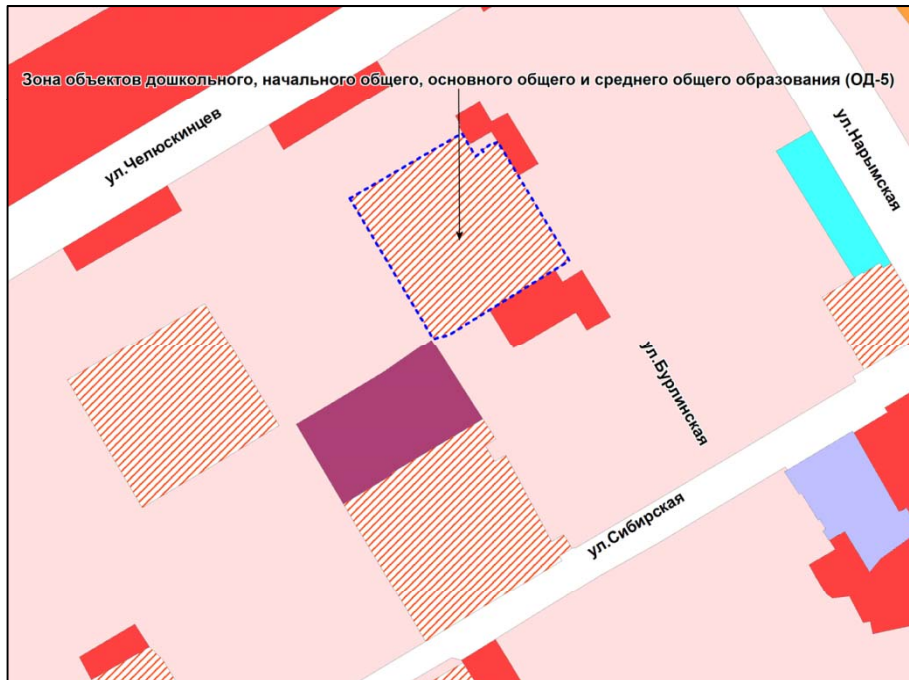 Зона объектов дошкольного, начального общего, основного общего и среднего общего образования (ОД-5)
ул.Челюскинцев
ул.Нарымская
ул.Бурлинская
ул.Сибирская